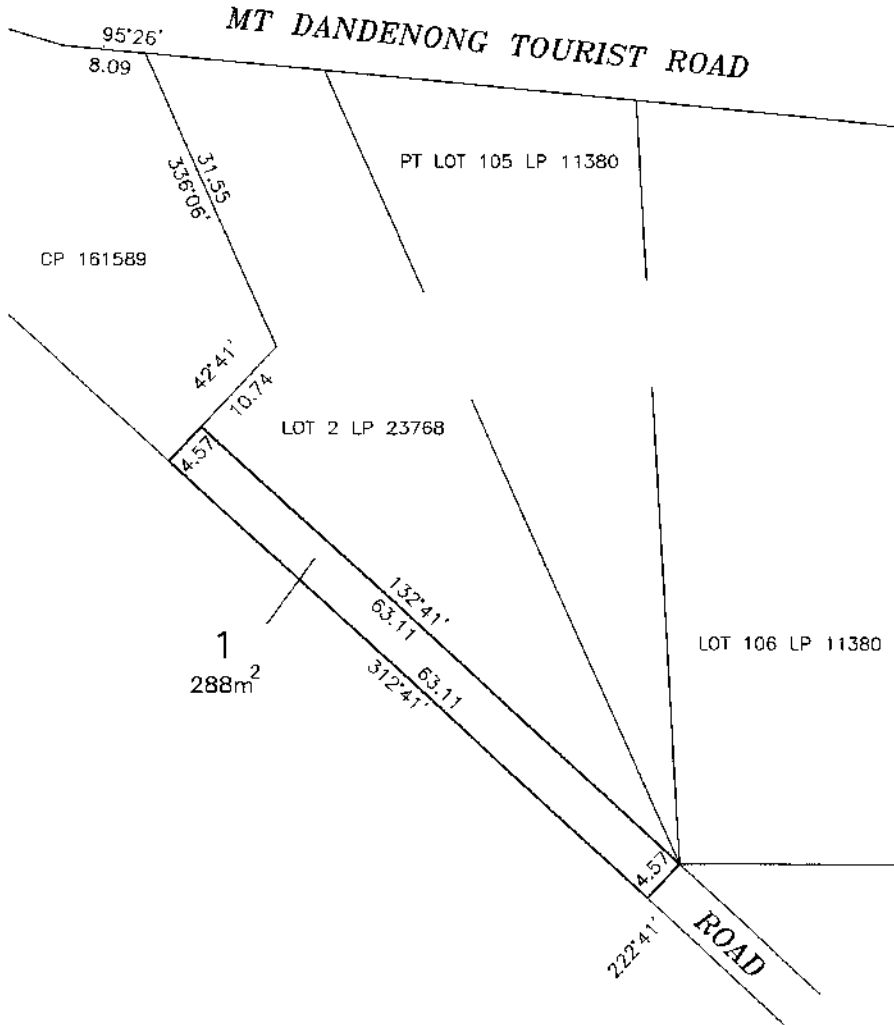 MT DANDENONG TOURIST ROAD
95°26'
8.09
31.55
336°06'
PT LOT 105 LP 11380
CP 161589
42°41'
10.74
LOT 2 LP 23768
4.57
132°41'
63.11
63.11
312°41'
1
288m²
LOT 106 LP 11380
4.57
222°41'
ROAD